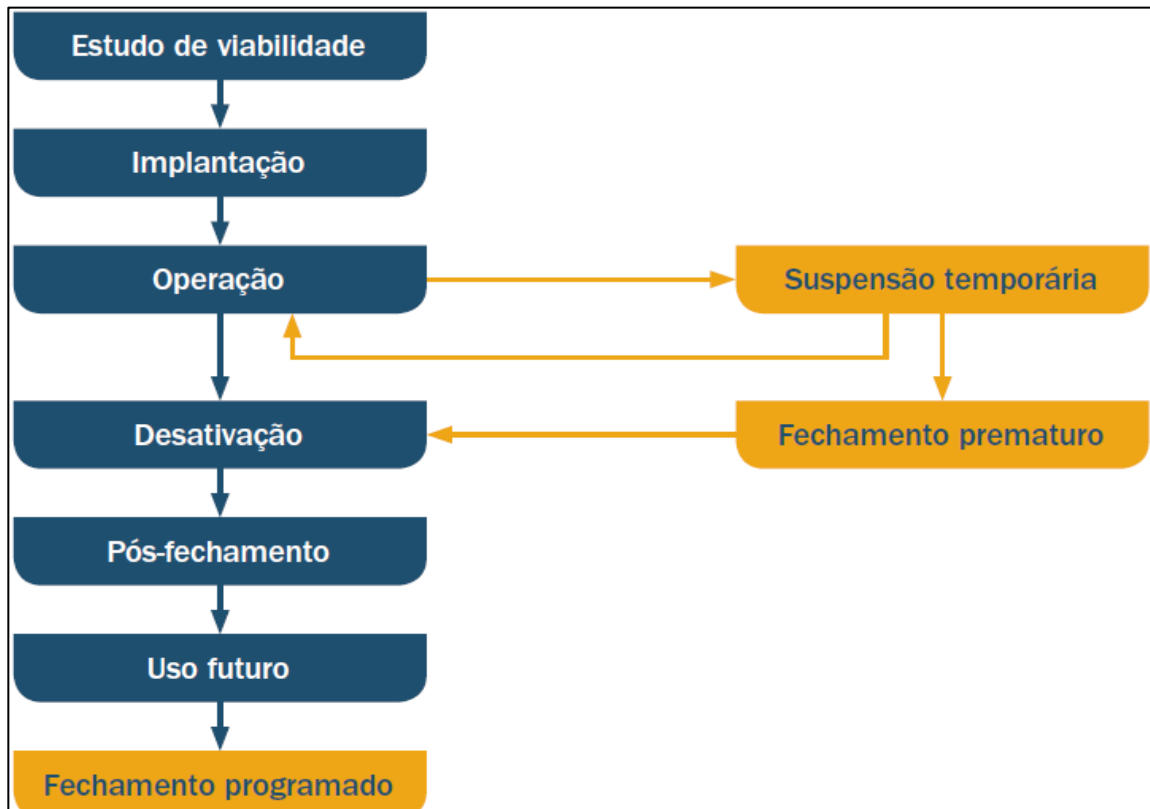 Estudo de viabilidade
Implantação
Operação
Suspensão temporária
Desativação
Fechamento prematuro
Pós-fechamento
Uso futuro
Fechamento programado